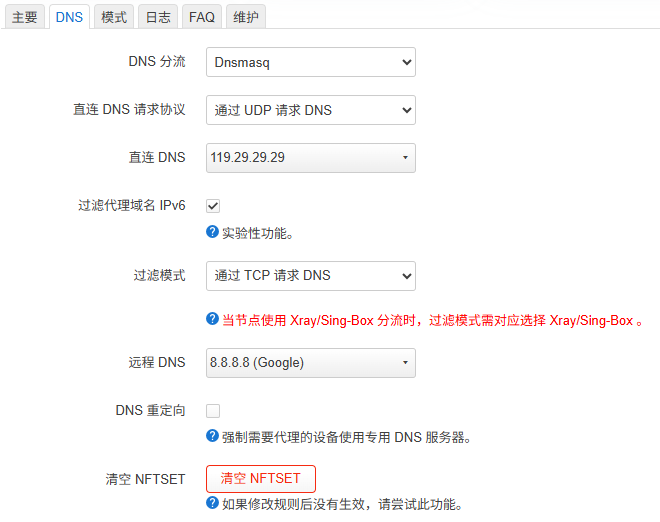 主要 DNS 模式 日志 FAQ 维护
DNS 分流 Dnsmasq
直连 DNS 请求协议 通过 UDP 请求 DNS
直连 DNS 119.29.29.29
过滤代理域名 IPv6
实验性功能。
过滤模式 通过 TCP 请求 DNS
当节点使用 Xray/Sing-Box 分流时，过滤模式需对应选择 Xray/Sing-Box 。
远程 DNS 8.8.8.8 (Google)
DNS 重定向
强制需要代理的设备使用专用 DNS 服务器。
清空 NFTSET 清空 NFTSET
如果修改规则后没有生效，请尝试此功能。